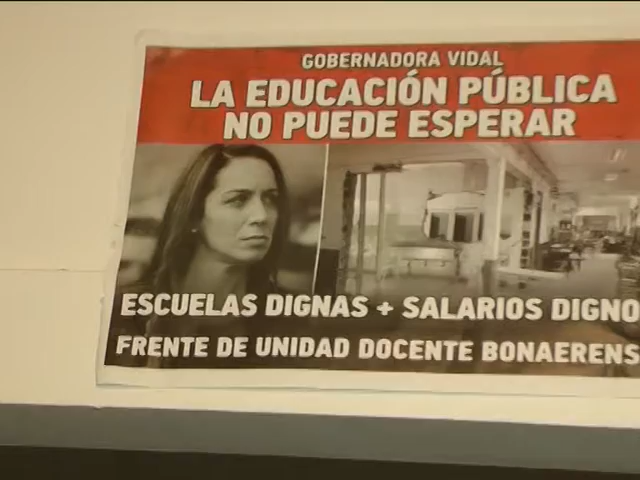 GOBERNADORA VIDAL
LA EDUCACIÓN PÚBLICA
NO PUEDE ESPERAR
ESCUELAS DIGNAS + SALARIOS DIGNO
FRENTE DE UNIDAD DOCENTE BONAERENS